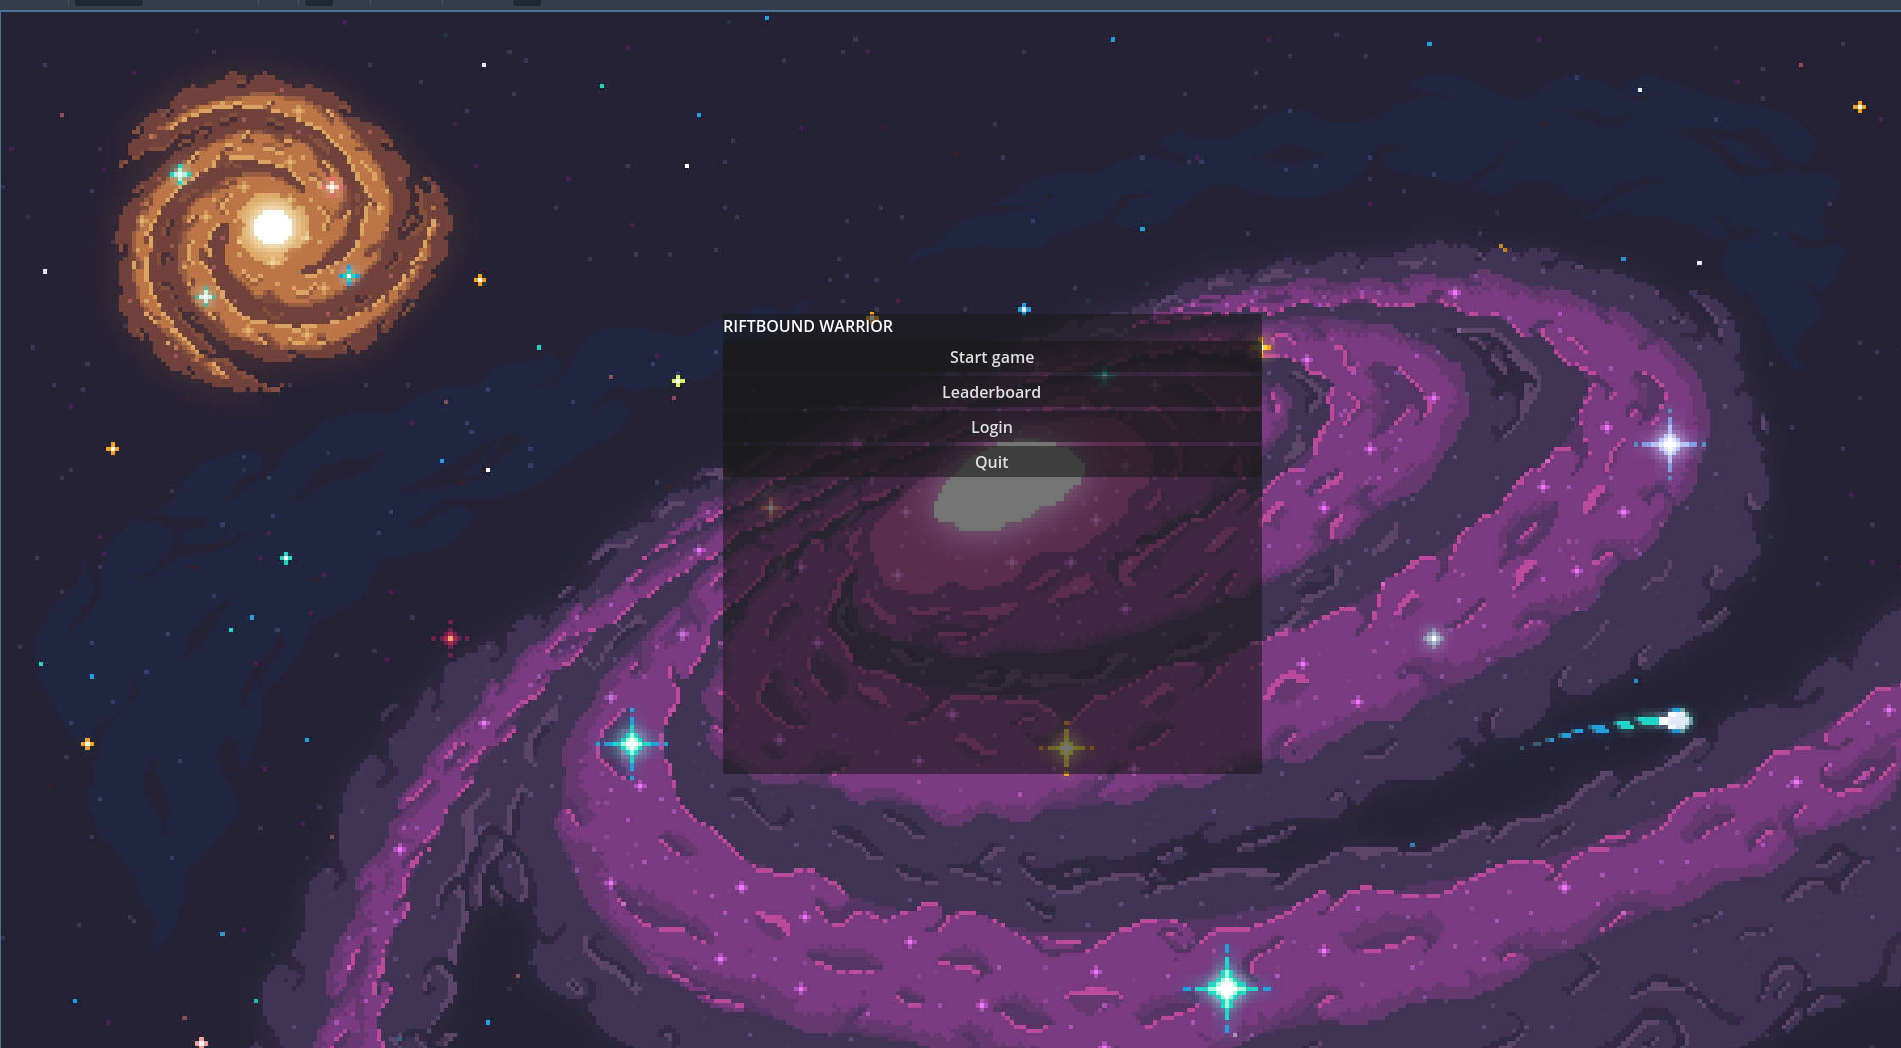 RIFTBOUND WARRIOR
Start game
Leaderboard
Login
Quit